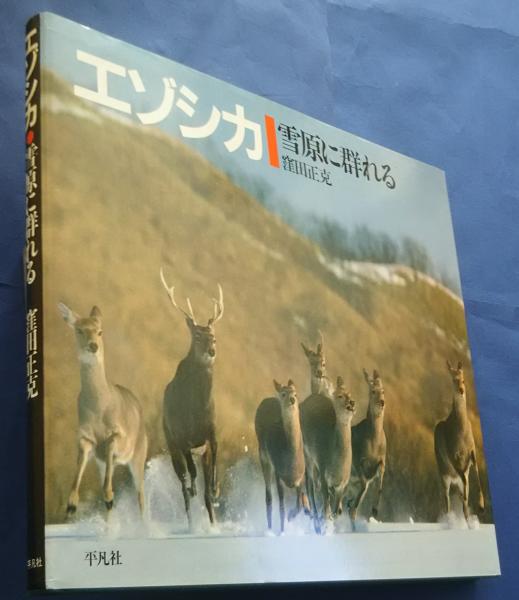 エゾシカ
雪原に群れる
窪田正克
平凡社
エゾシカ●雪原に群れる 窪田正克
平凡社